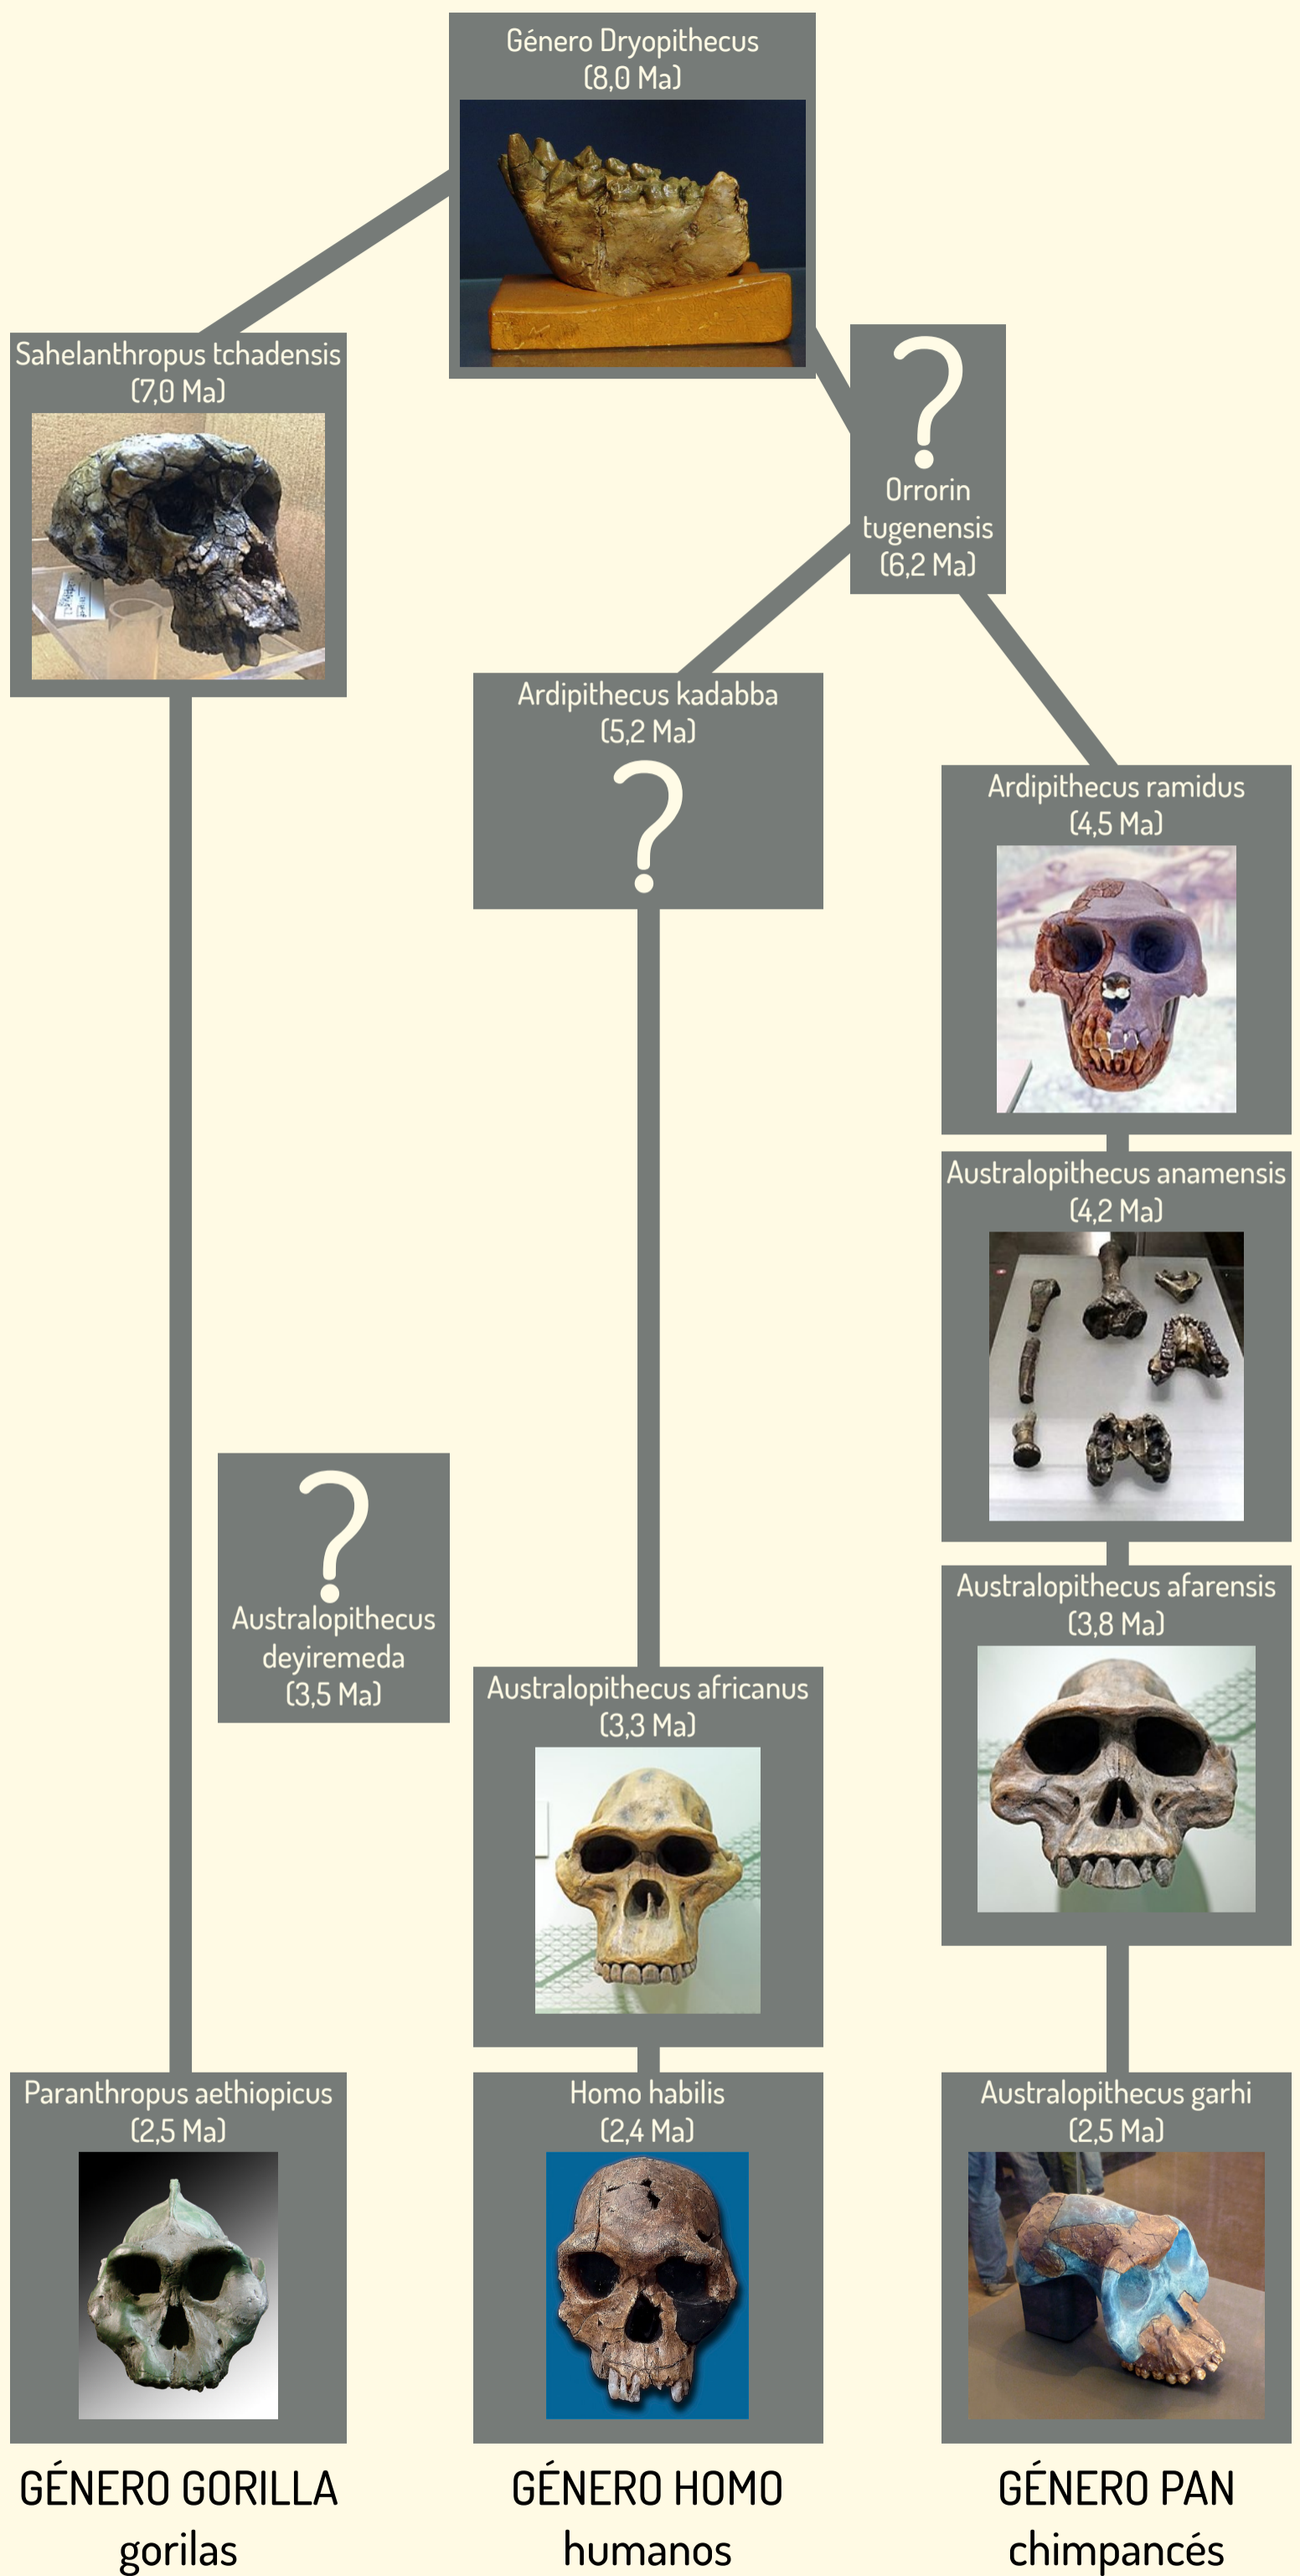 Género Dryopithecus
(8,0 Ma)
Sahelanthropus tchadensis
(7,0 Ma)
?
Orrorin
tugenensis
(6,2 Ma)
Ardipithecus kadabba
(5,2 Ma)
?
Ardipithecus ramidus
(4,5 Ma)
Australopithecus anamensis
(4,2 Ma)
?
Australopithecus
deyiremeda
(3,5 Ma)
Australopithecus afarensis
(3,8 Ma)
Australopithecus africanus
(3,3 Ma)
Paranthropus aethiopicus
(2,5 Ma)
Homo habilis
(2,4 Ma)
Australopithecus garhi
(2,5 Ma)
GÉNERO GORILLA
gorilas
GÉNERO HOMO
humanos
GÉNERO PAN
chimpancés